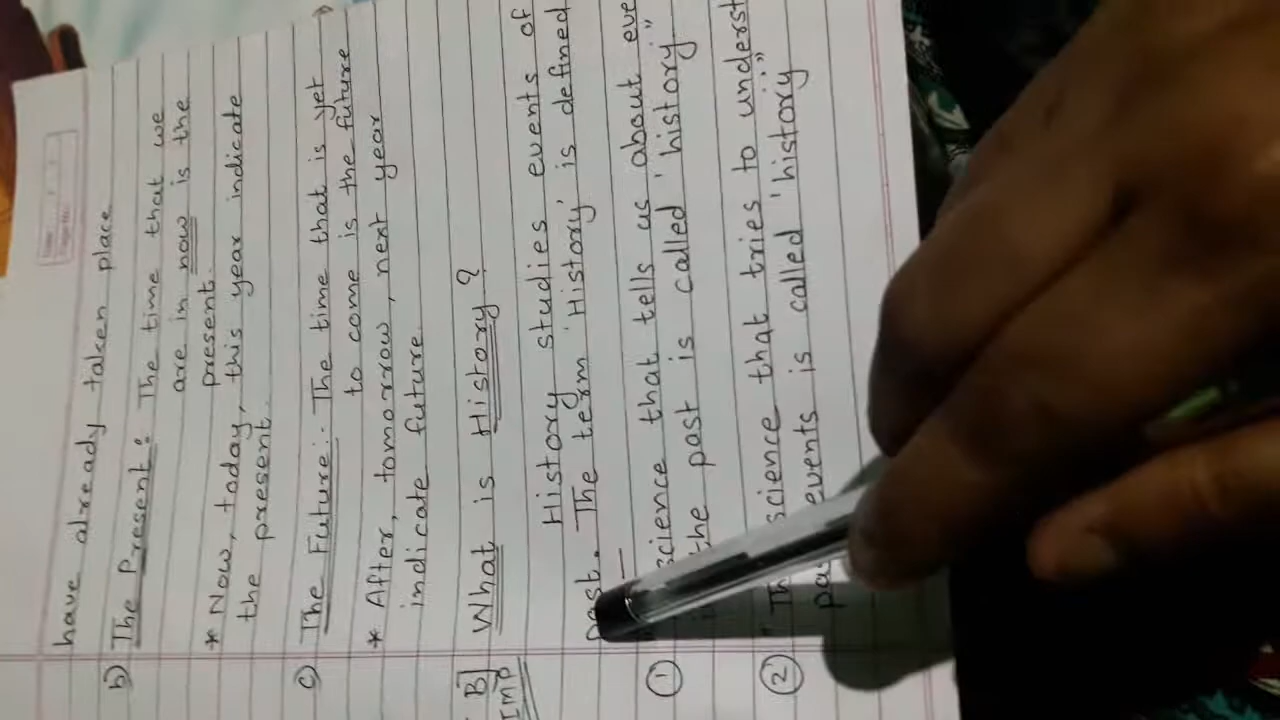 have already taken place
b) The Present: The time that we
are in now is the
present.
* Now, today, this year indicate
the present.
c) The Future:- The time that is yet
to come is the future
* After, tomorrow, next year
indicate future
B] What is History?
Imp
History studies events of
past. The term 'History' is defined
① science that tells us about eve
the past is called 'history"
② science that tries to underst
events is called 'history"